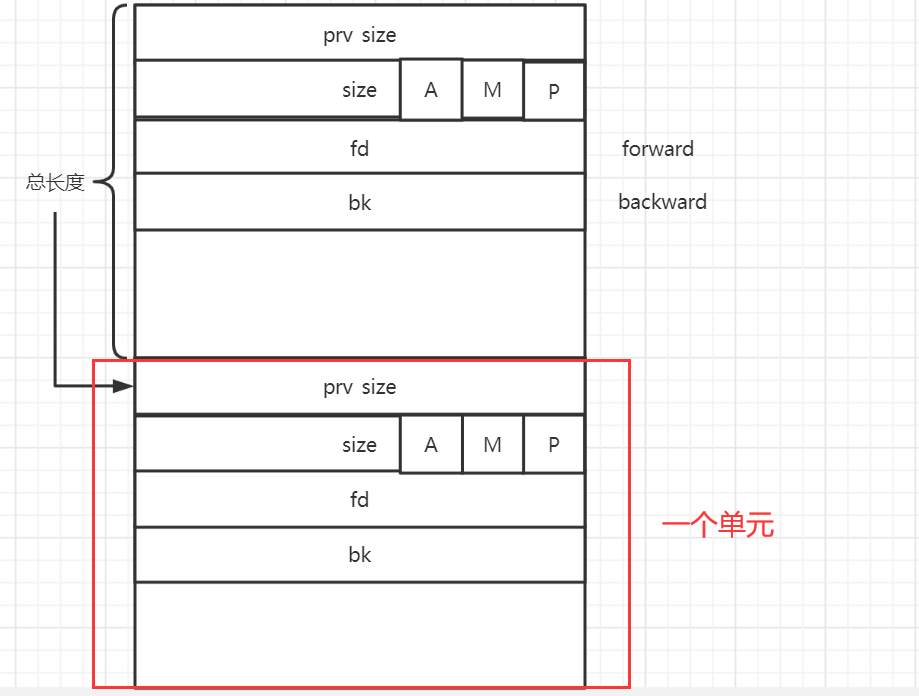 prv size
size A M P
fd forward
bk backward
总长度
prv size
size A M P
fd
一个单元
bk